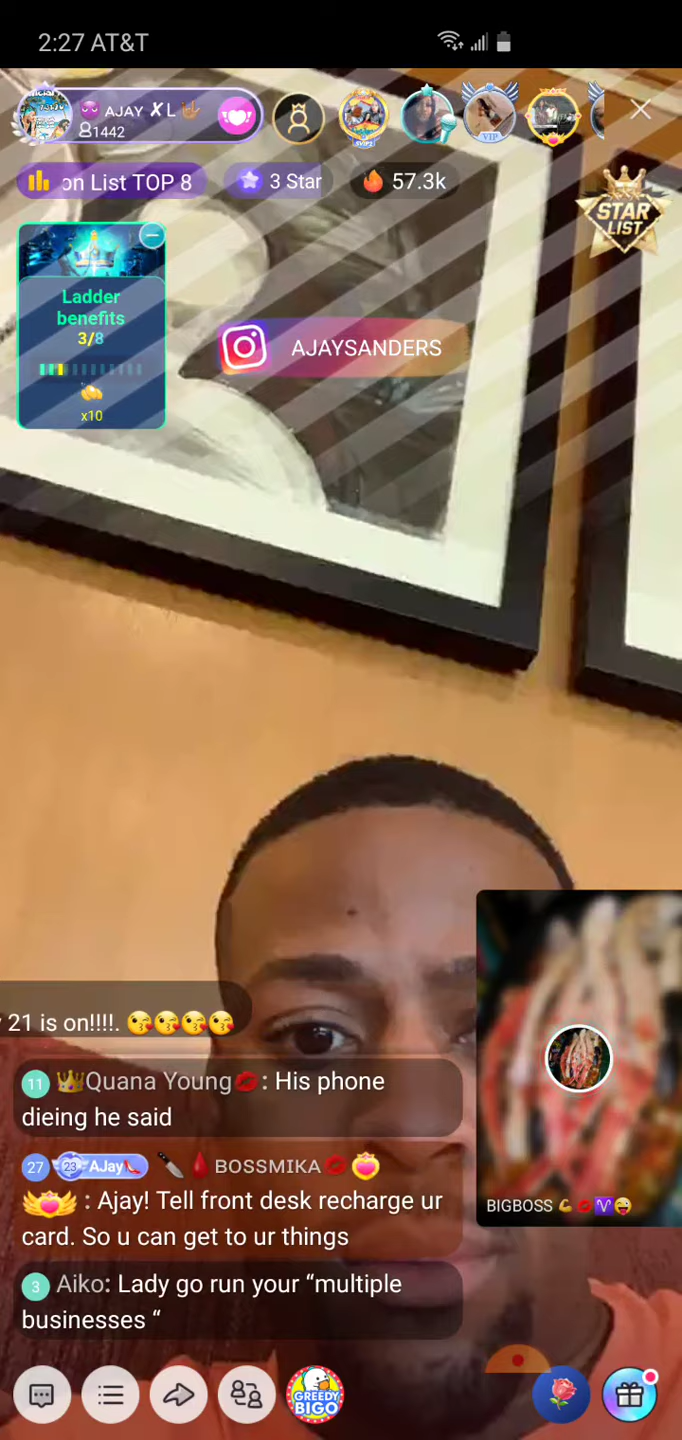 2:27 AT&T
😈 AJAY ✘L 🤟🏾
1442
SVIP2
VIP
on List TOP 8
3 Star
57.3k
STAR
LIST
Ladder
benefits
3/8
x10
AJAYSANDERS
21 is on!!!!. 😘😘😘😘
11 👑Quana Young💋: His phone
dieing he said
27 23 AJay👠 🔪🩸BOSSMIKA💋
: Ajay! Tell front desk recharge ur
card. So u can get to ur things
3 Aiko: Lady go run your “multiple
businesses “
BIGBOSS 💪💋♈😜
GREEDY
BIGO